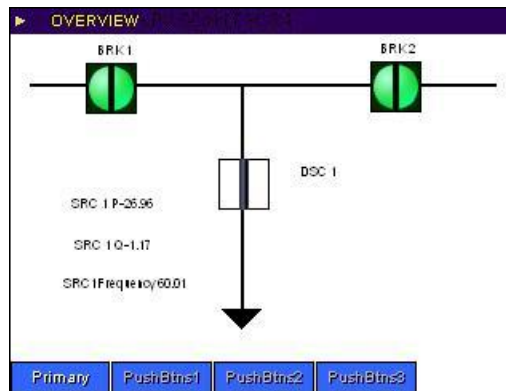 OVERVIEW
BRK1
BRK2
DSC 1
SRC 1 P-26.96
SRC 1 Q-1.17
SRC1Frequency60.01
Primary
PushBtns1
PushBtns2
PushBtns3